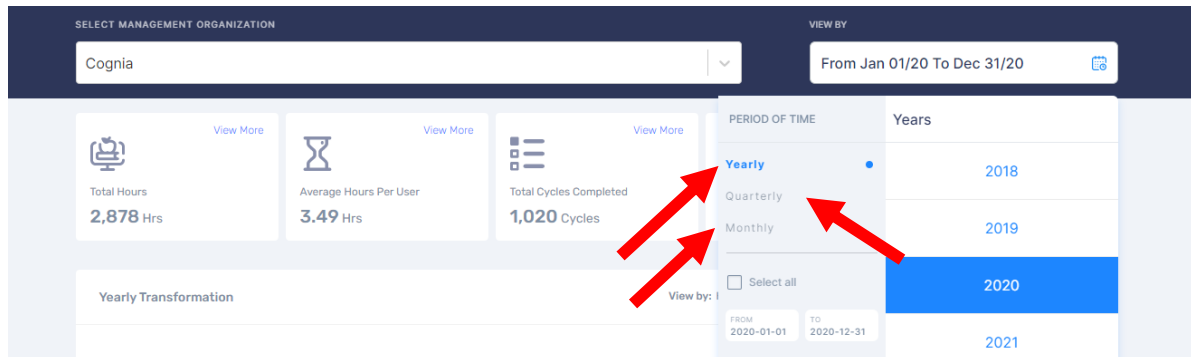 SELECT MANAGEMENT ORGANIZATION
VIEW BY
Cognia
From Jan 01/20 To Dec 31/20
PERIOD OF TIME
Years
View More
View More
View More
Yearly
2018
Total Hours
Average Hours Per User
Total Cycles Completed
Quarterly
2,878 Hrs
3.49 Hrs
1,020 Cycles
Monthly
2019
Select all
2020
Yearly Transformation
View by:
FROM
TO
2020-01-01
2020-12-31
2021